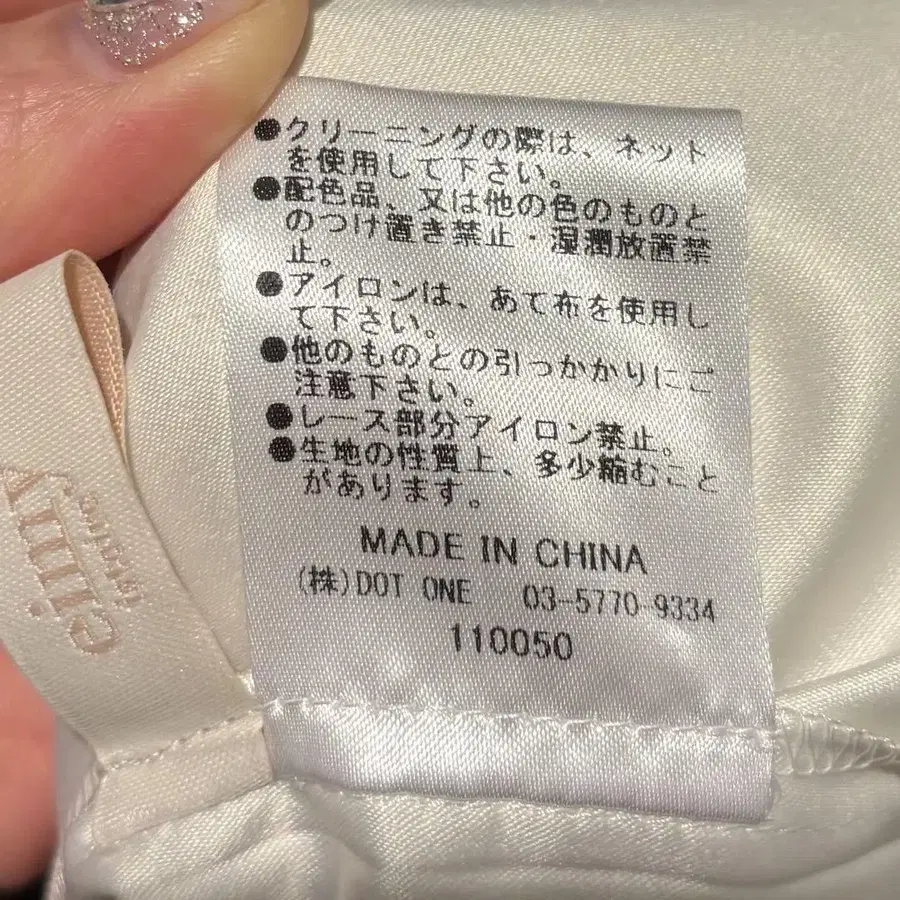 ●クリーニングの際は、ネット
を使用して下さい。
●配色品、又は他の色のものと
のつけ置き禁止・湿潤放置禁
止。
●アイロンは、あて布を使用し
て下さい。
●他のものとの引っかかりにご
注意下さい。
●レース部分アイロン禁止。
●生地の性質上、多少縮むこと
があります。
MADE IN CHINA
(株)DOT ONE 03-5770-9334
110050